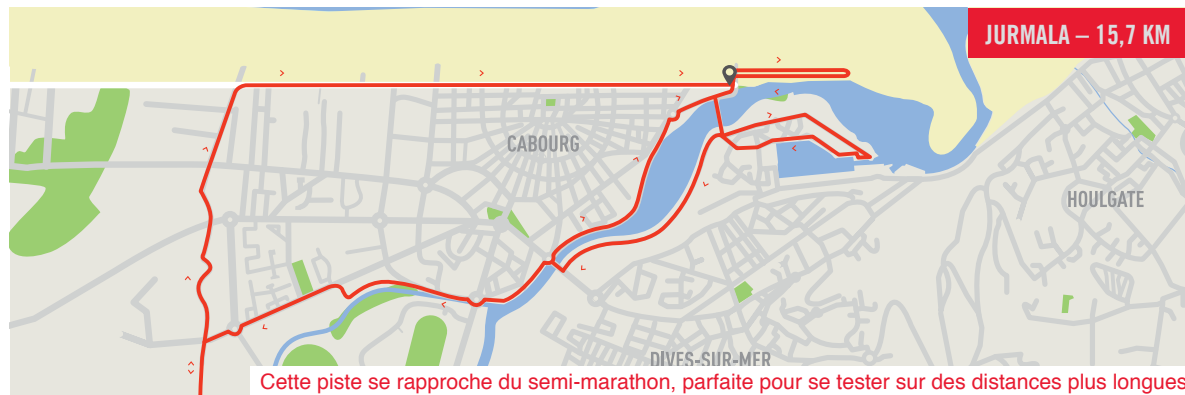 JURMALA – 15,7 KM
CABOURG
HOULGATE
DIVES-SUR-MER
Cette piste se rapproche du semi-marathon, parfaite pour se tester sur des distances plus longues